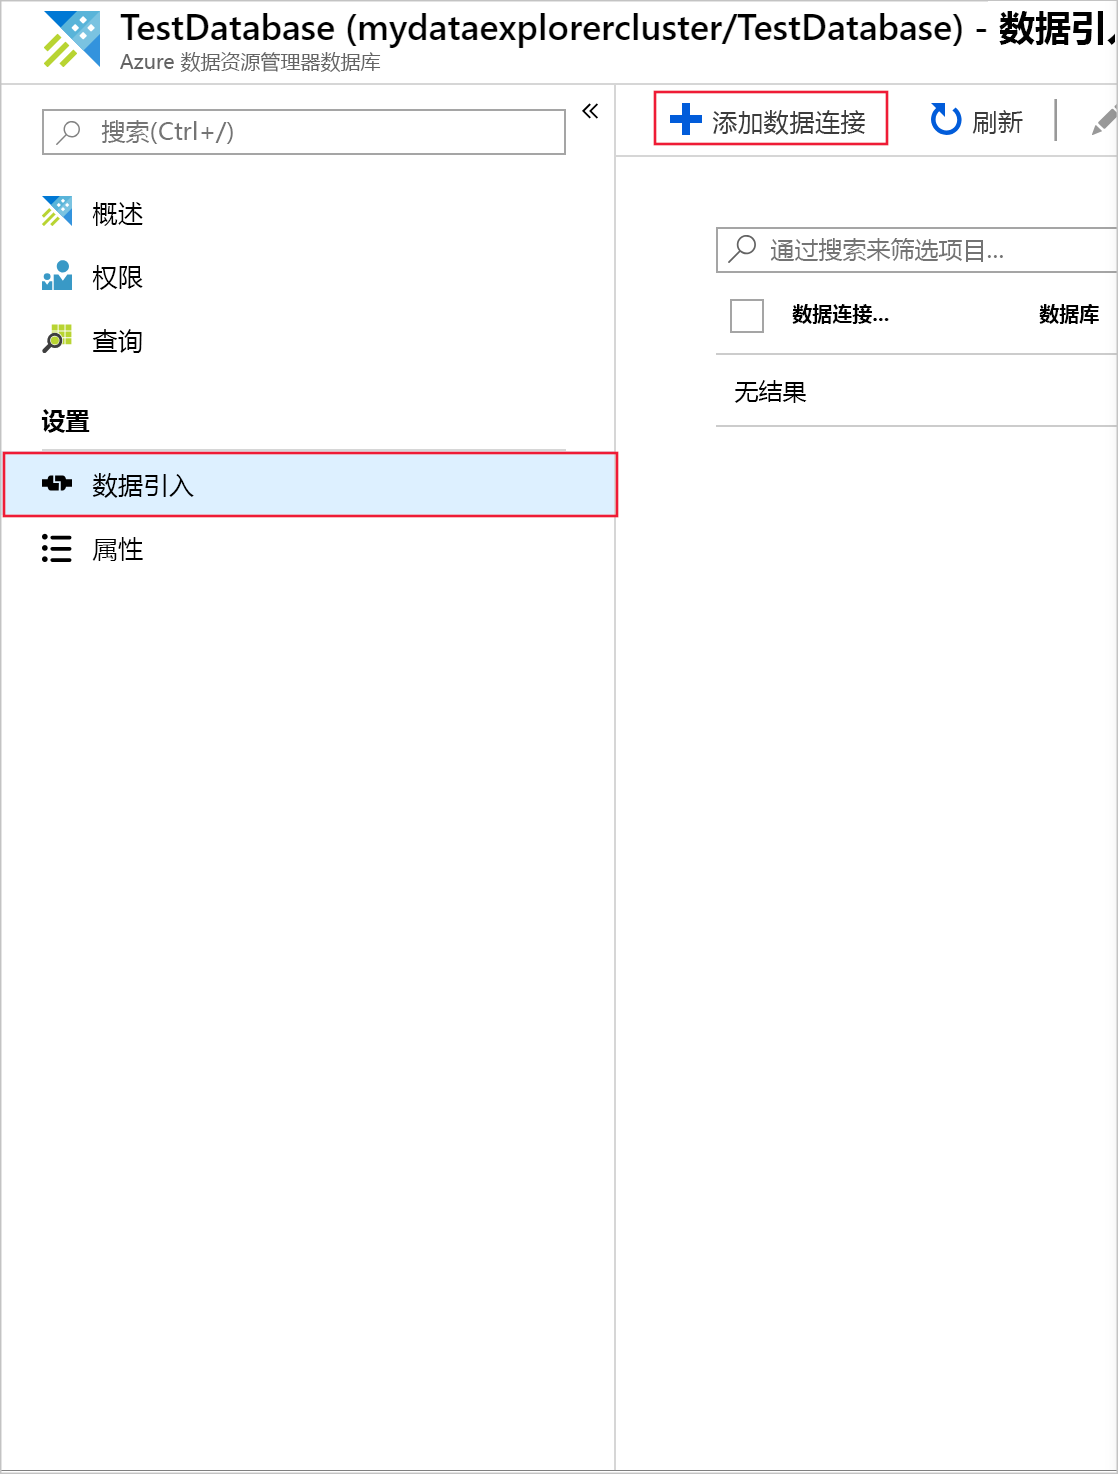 TestDatabase (mydataexplorercluster/TestDatabase) - 数据引
Azure 数据资源管理器数据库
搜索(Ctrl+/)
概述
权限
查询
设置
数据引入
属性
添加数据连接
刷新
通过搜索来筛选项目...
数据连接... 数据库
无结果